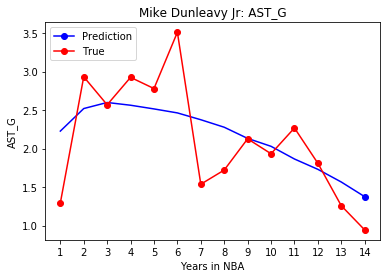 Mike Dunleavy Jr: AST_G
Prediction
True
3.5
3.0
2.5
2.0
1.5
1.0
AST_G
1 2 3 4 5 6 7 8 9 10 11 12 13 14
Years in NBA